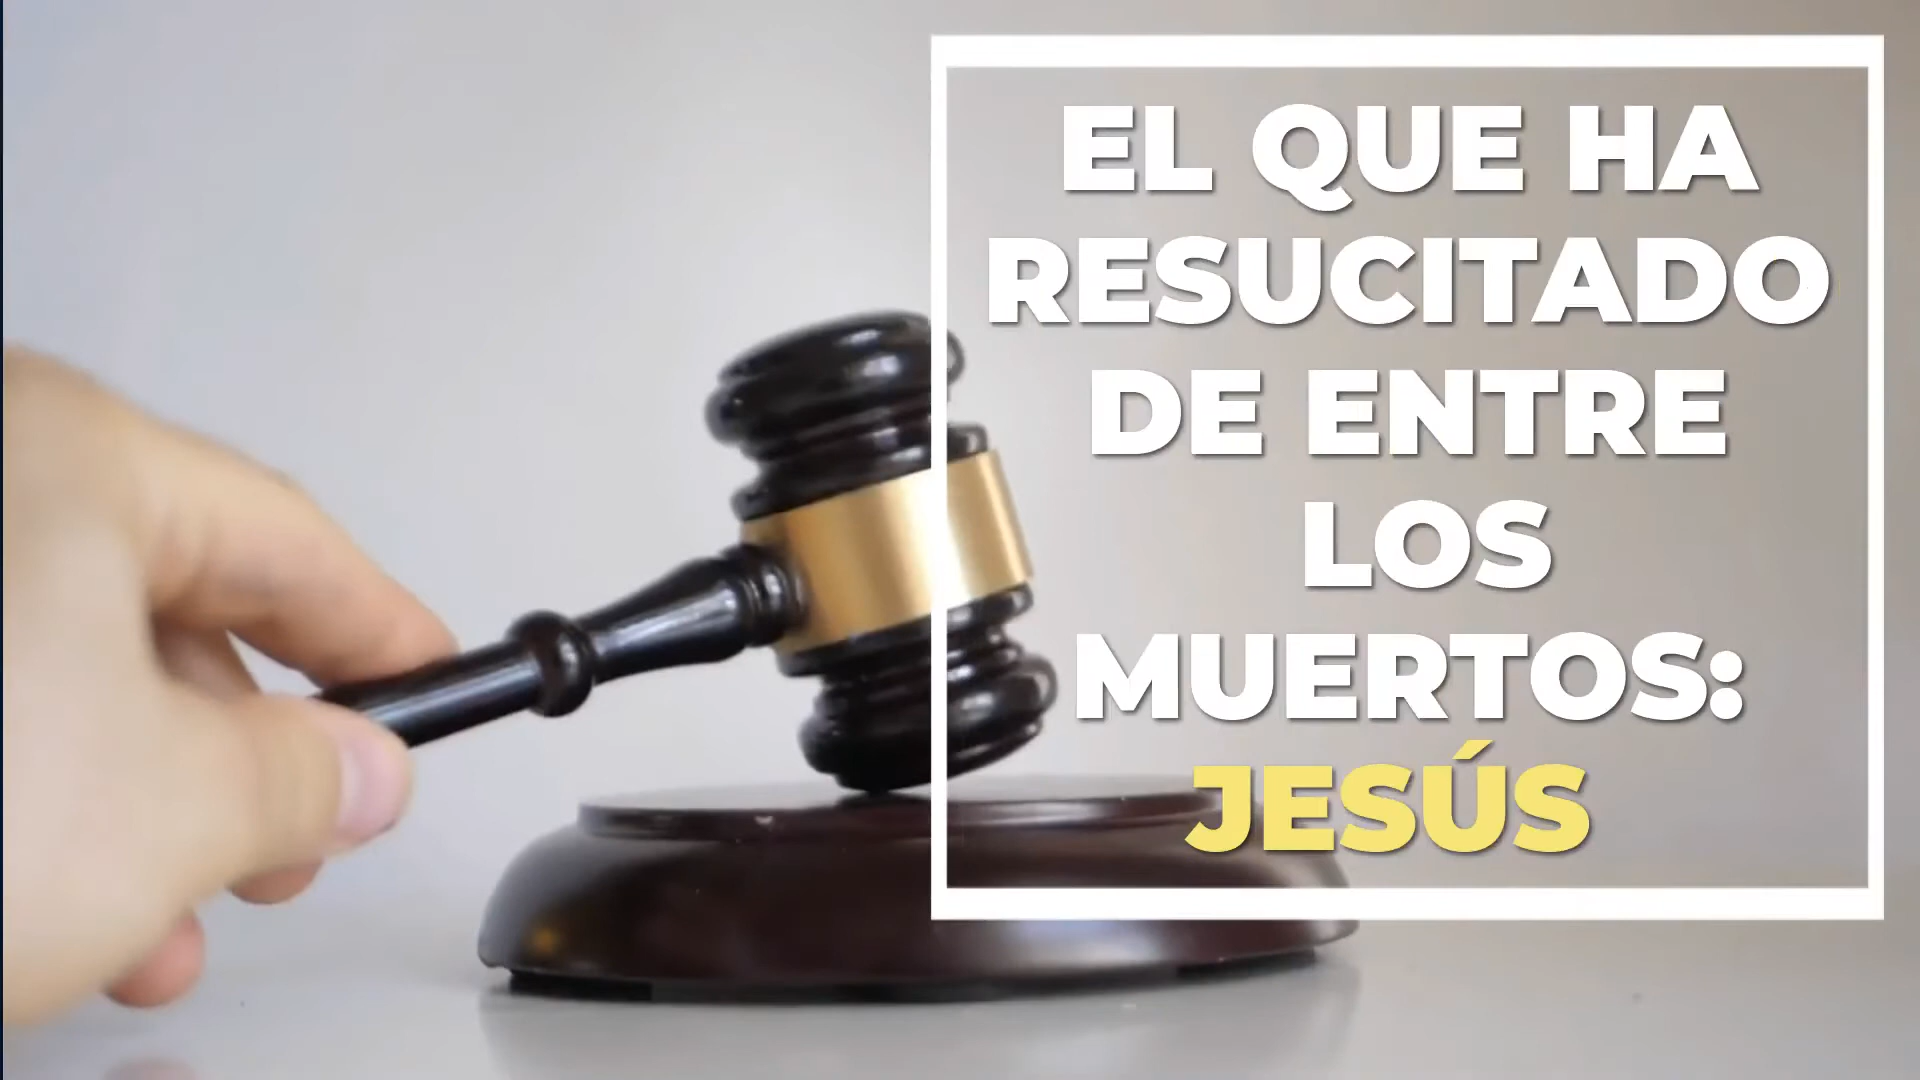 EL QUE HA
RESUCITADO
DE ENTRE
LOS
MUERTOS:
JESÚS